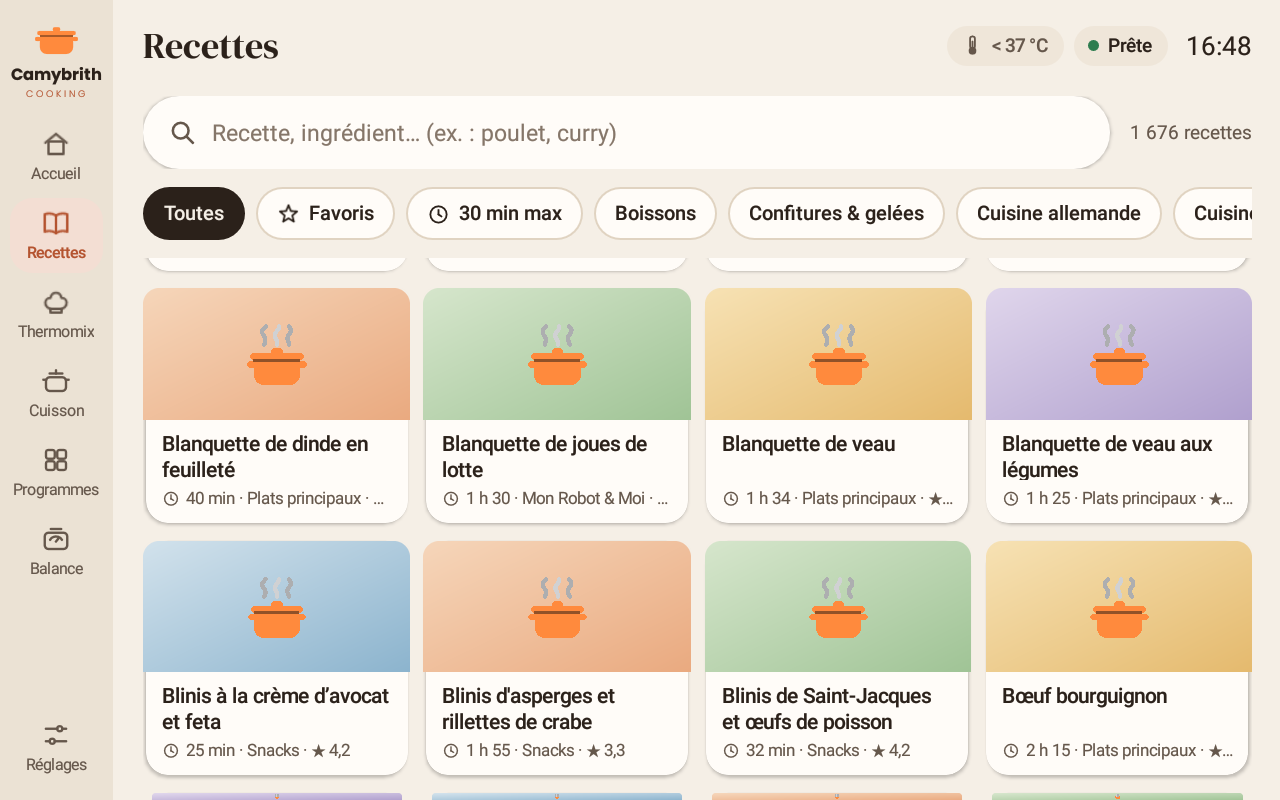 Camybrith
COOKING
Accueil
Recettes
Thermomix
Cuisson
Programmes
Balance
Réglages
Recettes
< 37 °C
Prête
16:48
Recette, ingrédient… (ex. : poulet, curry)
1 676 recettes
Toutes
Favoris
30 min max
Boissons
Confitures & gelées
Cuisine allemande
Cuisine
Blanquette de dinde en
feuilleté
40 min · Plats principaux · …
Blanquette de joues de
lotte
1 h 30 · Mon Robot & Moi · …
Blanquette de veau
1 h 34 · Plats principaux · ★…
Blanquette de veau aux
légumes
1 h 25 · Plats principaux · ★…
Blinis à la crème d’avocat
et feta
25 min · Snacks · ★ 4,2
Blinis d'asperges et
rillettes de crabe
1 h 55 · Snacks · ★ 3,3
Blinis de Saint-Jacques
et œufs de poisson
32 min · Snacks · ★ 4,2
Bœuf bourguignon
2 h 15 · Plats principaux · ★…